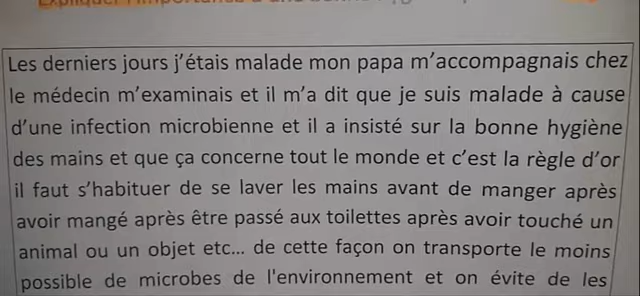 Expliquer l'importance d'une bonne hygiène
Les derniers jours j'étais malade mon papa m'accompagnais chez
le médecin m'examinais et il m'a dit que je suis malade à cause
d'une infection microbienne et il a insisté sur la bonne hygiène
des mains et que ça concerne tout le monde et c'est la règle d'or
il faut s'habituer de se laver les mains avant de manger après
avoir mangé après être passé aux toilettes après avoir touché un
animal ou un objet etc... de cette façon on transporte le moins
possible de microbes de l'environnement et on évite de les